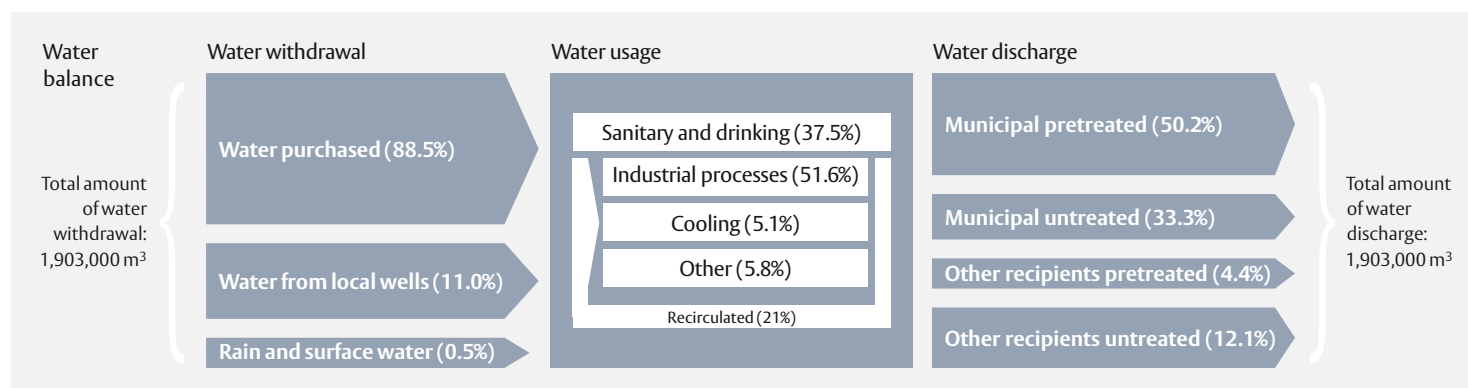 Water
balance
Total amount
of water
withdrawal:
1,903,000 m³
Water withdrawal
Water purchased (88.5%)
Water from local wells (11.0%)
Rain and surface water (0.5%)
Water usage
Sanitary and drinking (37.5%)
Industrial processes (51.6%)
Cooling (5.1%)
Other (5.8%)
Recirculated (21%)
Water discharge
Municipal pretreated (50.2%)
Municipal untreated (33.3%)
Other recipients pretreated (4.4%)
Other recipients untreated (12.1%)
Total amount
of water
discharge:
1,903,000 m³